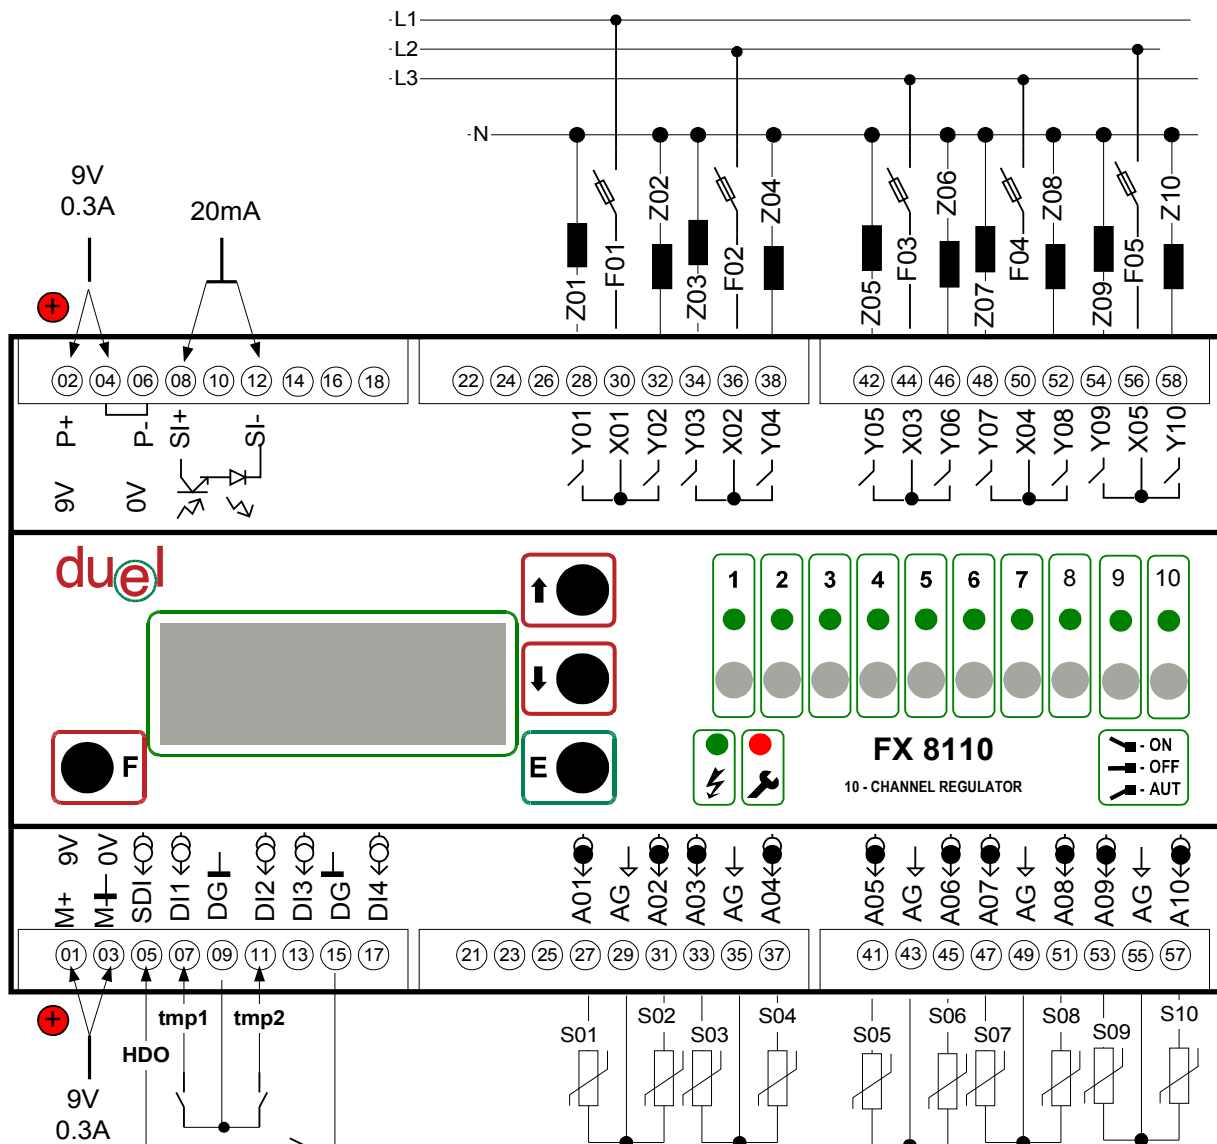 L1
L2
L3
N
9V
0.3A
20mA
Z01 F01 Z02 Z03 F02 Z04 Z05 F03 Z06 Z07 F04 Z08 Z09 F05 Z10
+
02 04 06 08 10 12 14 16 18 22 24 26 28 30 32 34 36 38 42 44 46 48 50 52 54 56 58
P+ P- SI+ SI- Y01 X01 Y02 Y03 X02 Y04 Y05 X03 Y06 Y07 X04 Y08 Y09 X05 Y10
9V 0V
duel
1 2 3 4 5 6 7 8 9 10
F
E
FX 8110
10 - CHANNEL REGULATOR
- ON
- OFF
- AUT
9V 0V
M+ M- SDI DI1 DG DI2 DI3 DG DI4 A01 AG A02 A03 AG A04 A05 AG A06 A07 AG A08 A09 AG A10
01 03 05 07 09 11 13 15 17 21 23 25 27 29 31 33 35 37 41 43 45 47 49 51 53 55 57
+
tmp1 tmp2
HDO
S01 S02 S03 S04 S05 S06 S07 S08 S09 S10
9V
0.3A